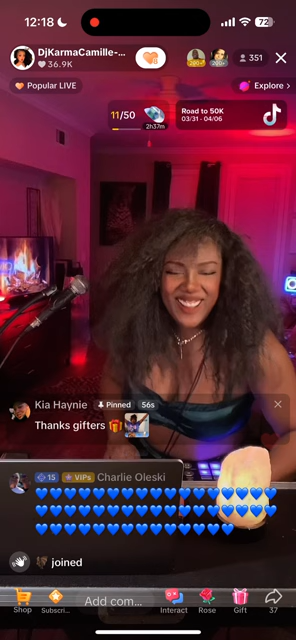 12:18
72
DjKarmaCamille-...
36.9K
351
Popular LIVE
Explore >
11/50
2h37m
Road to 50K
03/31 - 04/06
Kia Haynie
Pinned
56s
Thanks gifters 🎁
15
VIPs
Charlie Oleski
💙💙💙💙💙💙💙💙💙💙💙💙💙💙💙💙💙
💙💙💙💙💙💙💙💙💙💙💙💙💙💙💙💙💙
💙💙💙💙💙💙💙💙💙💙💙💙💙💙
joined
Shop
Subscri...
Add com...
Interact
Rose
Gift
37